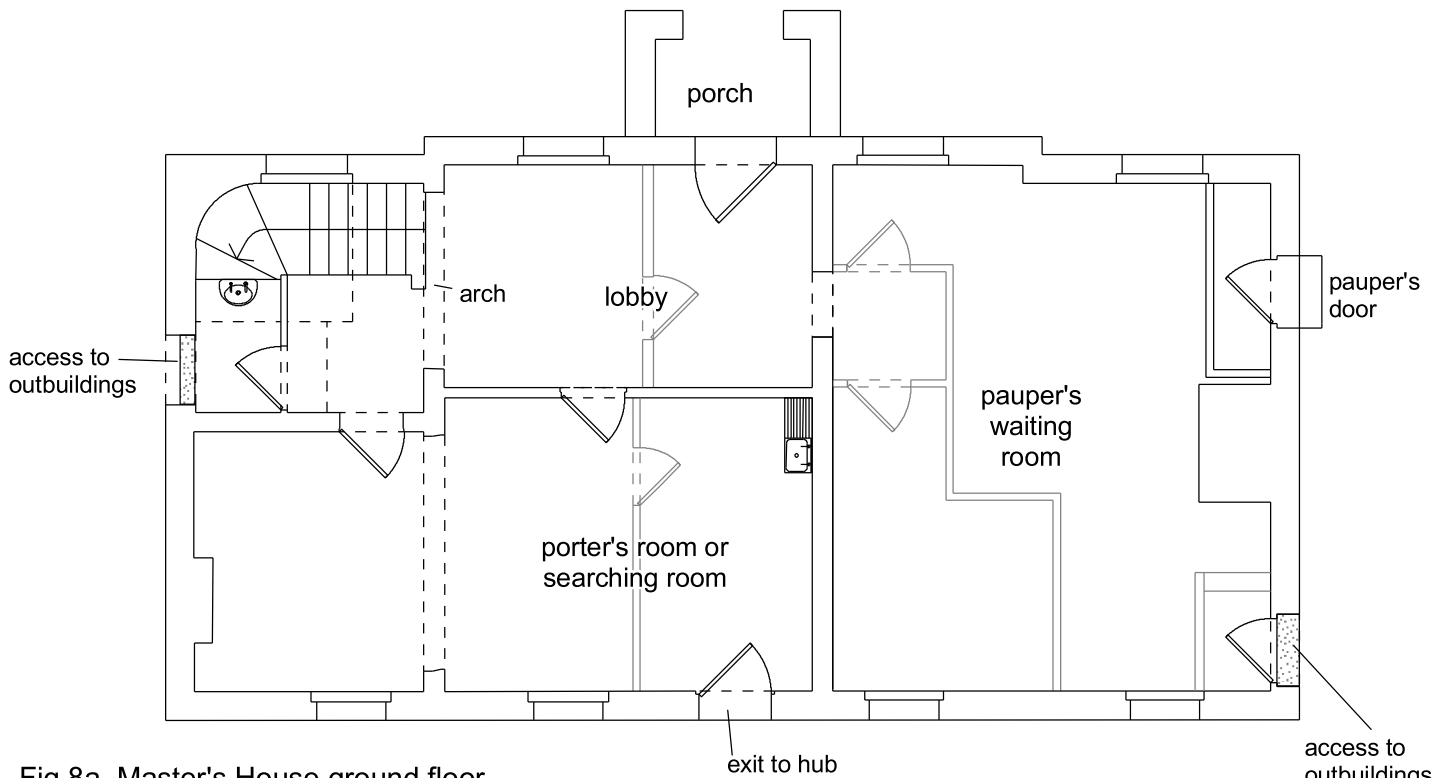 porch
arch
lobby
pauper's
door
access to
outbuildings
pauper's
waiting
room
porter's room or
searching room
exit to hub
access to
outbuildings
Fig 8a Master's House ground floor